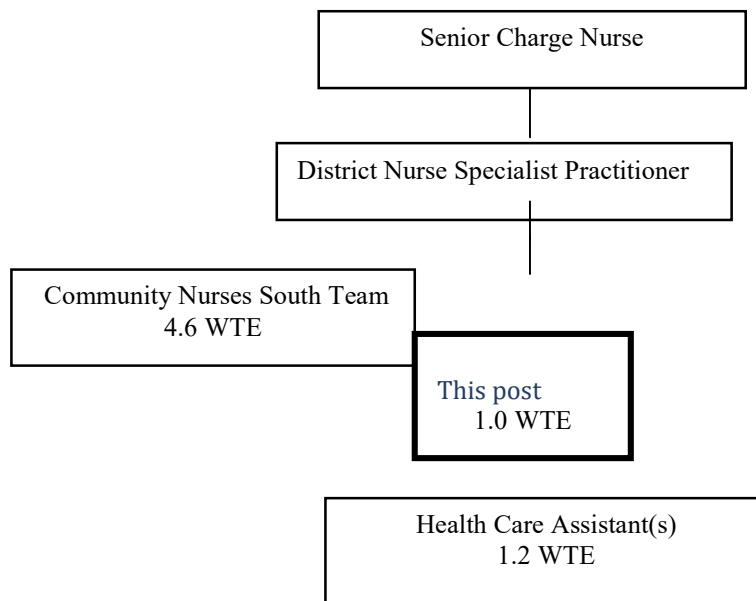 Senior Charge Nurse
District Nurse Specialist Practitioner
Community Nurses South Team
4.6 WTE
This post
1.0 WTE
Health Care Assistant(s)
1.2 WTE